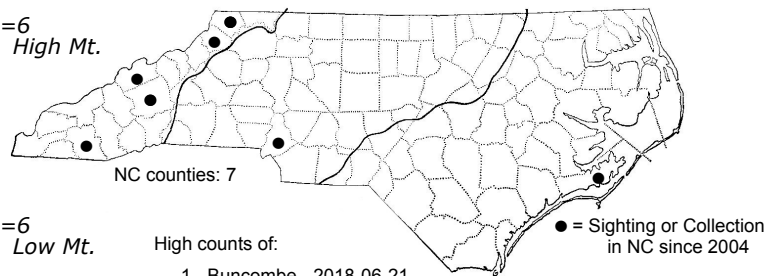 =6
High Mt.
NC counties: 7
=6
Low Mt.
High counts of:
● = Sighting or Collection
in NC since 2004
1 - Buncombe - 2018-06-21